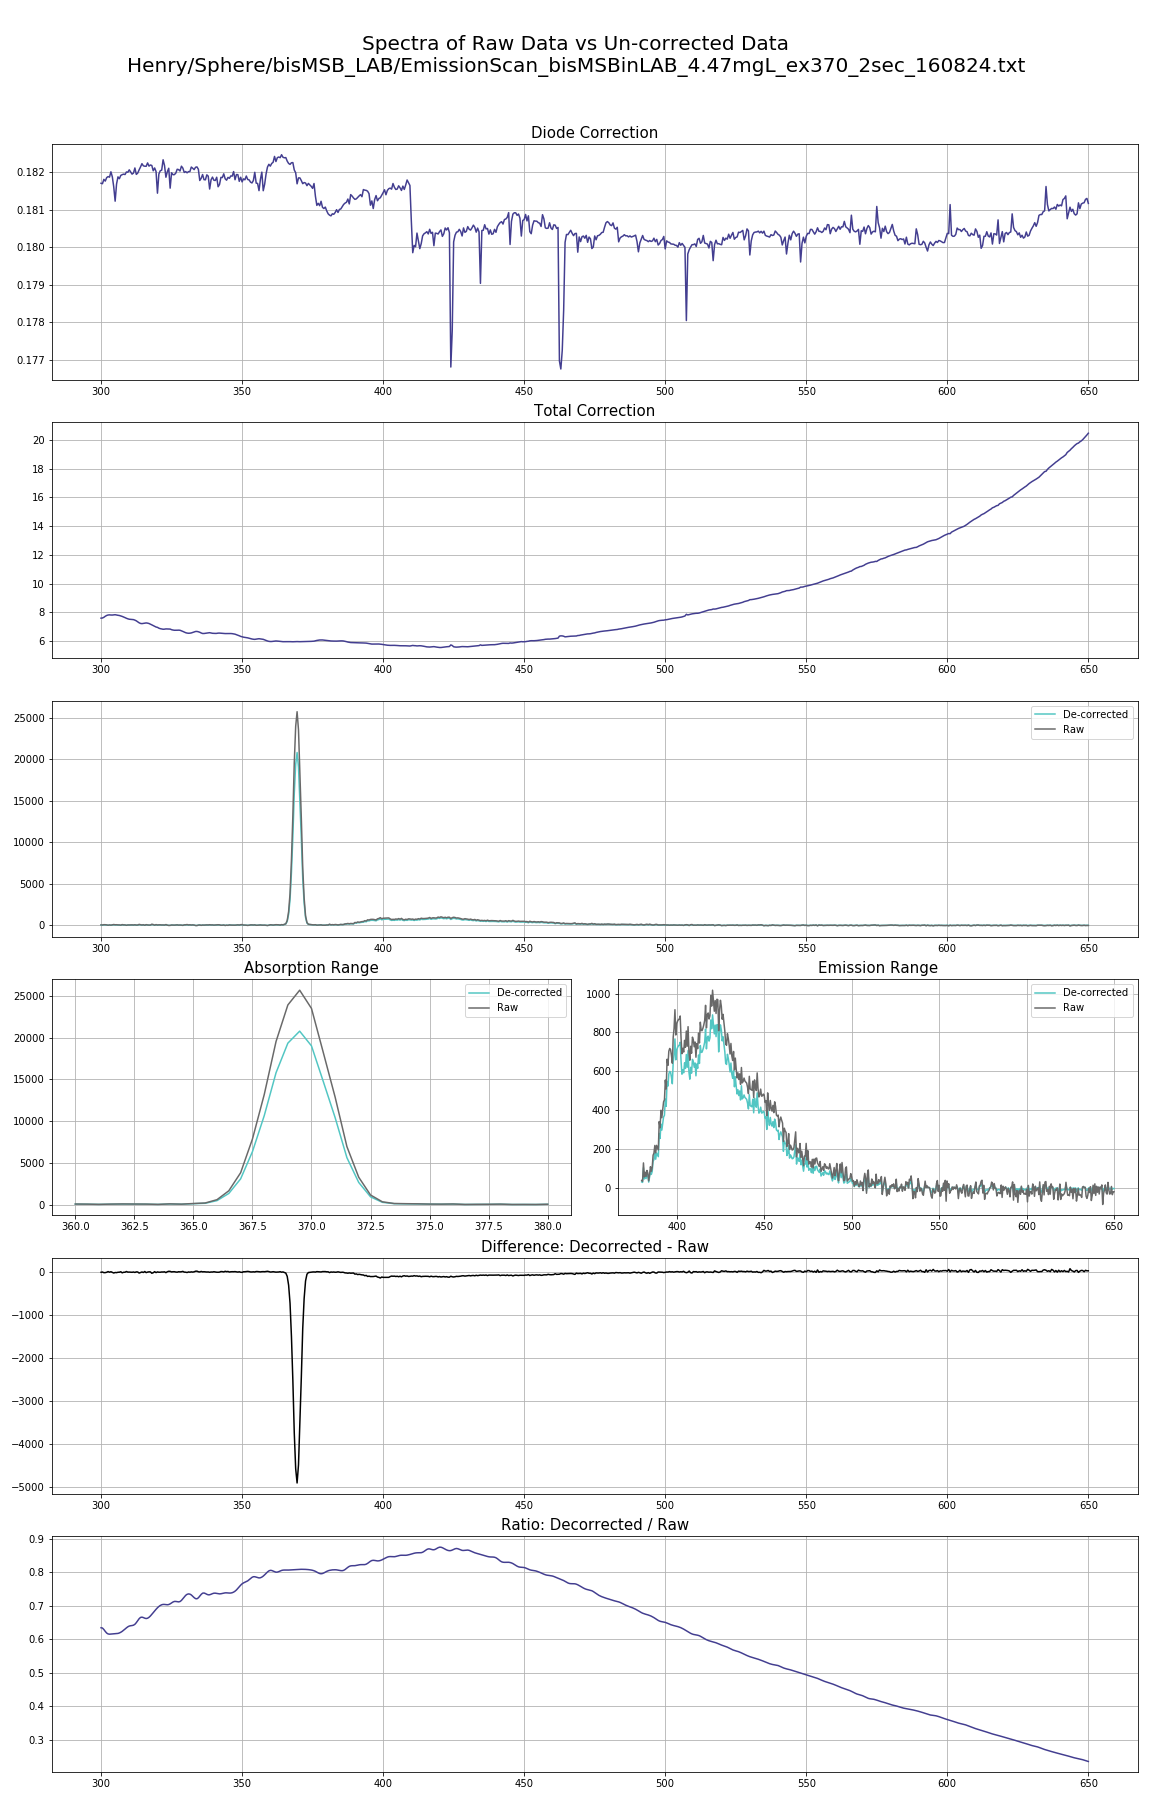 Spectra of Raw Data vs Un-corrected Data
Henry/Sphere/bisMSB_LAB/EmissionScan_bisMSBinLAB_4.47mgL_ex370_2sec_160824.txt
Diode Correction
0.182
0.181
0.180
0.179
0.178
0.177
300 350 400 450 500 550 600 650
Total Correction
20
18
16
14
12
10
8
6
300 350 400 450 500 550 600 650
De-corrected
Raw
25000
20000
15000
10000
5000
0
300 350 400 450 500 550 600 650
Absorption Range
De-corrected
Raw
25000
20000
15000
10000
5000
0
360.0 362.5 365.0 367.5 370.0 372.5 375.0 377.5 380.0
Emission Range
De-corrected
Raw
1000
800
600
400
200
0
400 450 500 550 600 650
Difference: Decorrected - Raw
0
−1000
−2000
−3000
−4000
−5000
300 350 400 450 500 550 600 650
Ratio: Decorrected / Raw
0.9
0.8
0.7
0.6
0.5
0.4
0.3
300 350 400 450 500 550 600 650